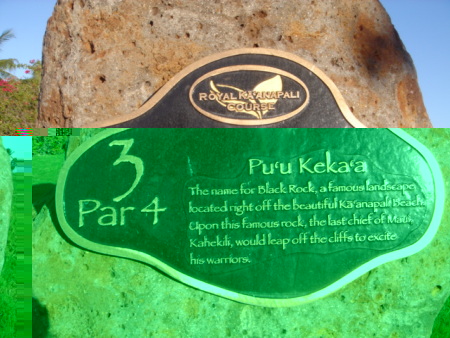 ROYAL KA'ANAPALI
COURSE
3
Par 4
Pu'u Keka'a
The name for Black Rock, a famous landscape
located right off the beautiful Kā'anapali Beach.
Upon this famous rock, the last chief of Maui,
Kahekili, would leap off the cliffs to excite
his warriors.